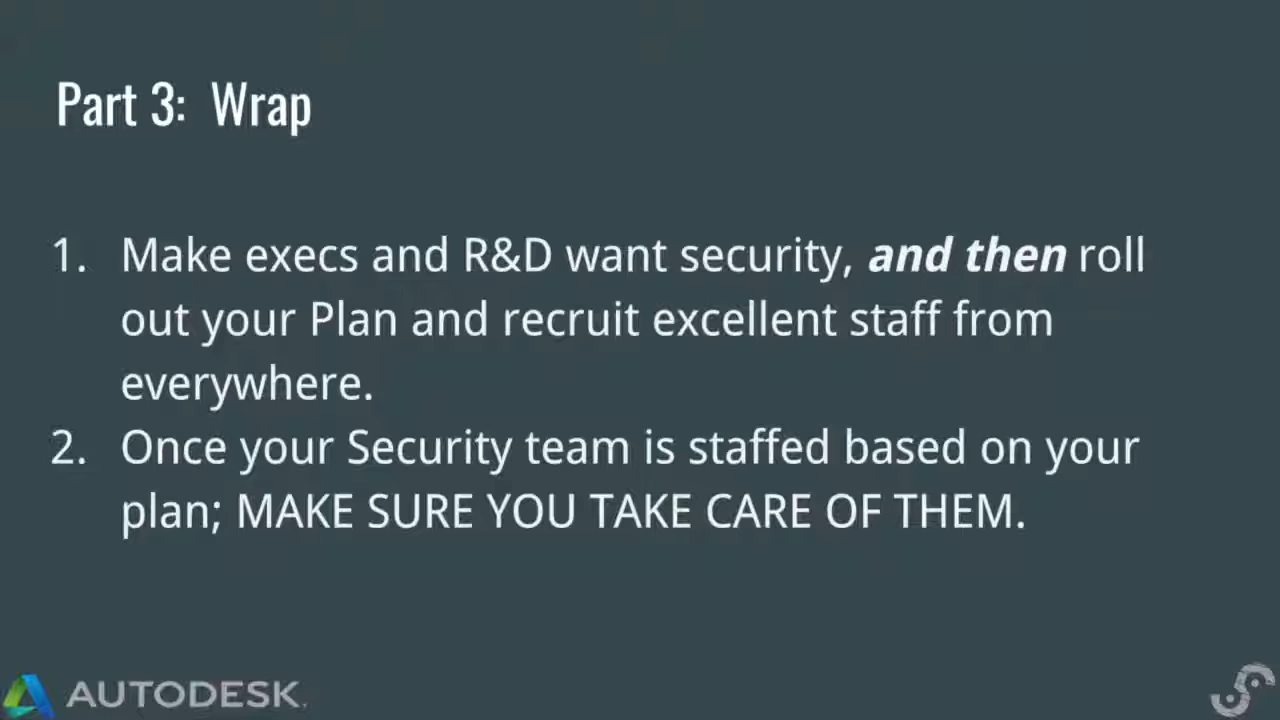 Part 3: Wrap
1. Make execs and R&D want security, and then roll
out your Plan and recruit excellent staff from
everywhere.
2. Once your Security team is staffed based on your
plan; MAKE SURE YOU TAKE CARE OF THEM.
AUTODESK.